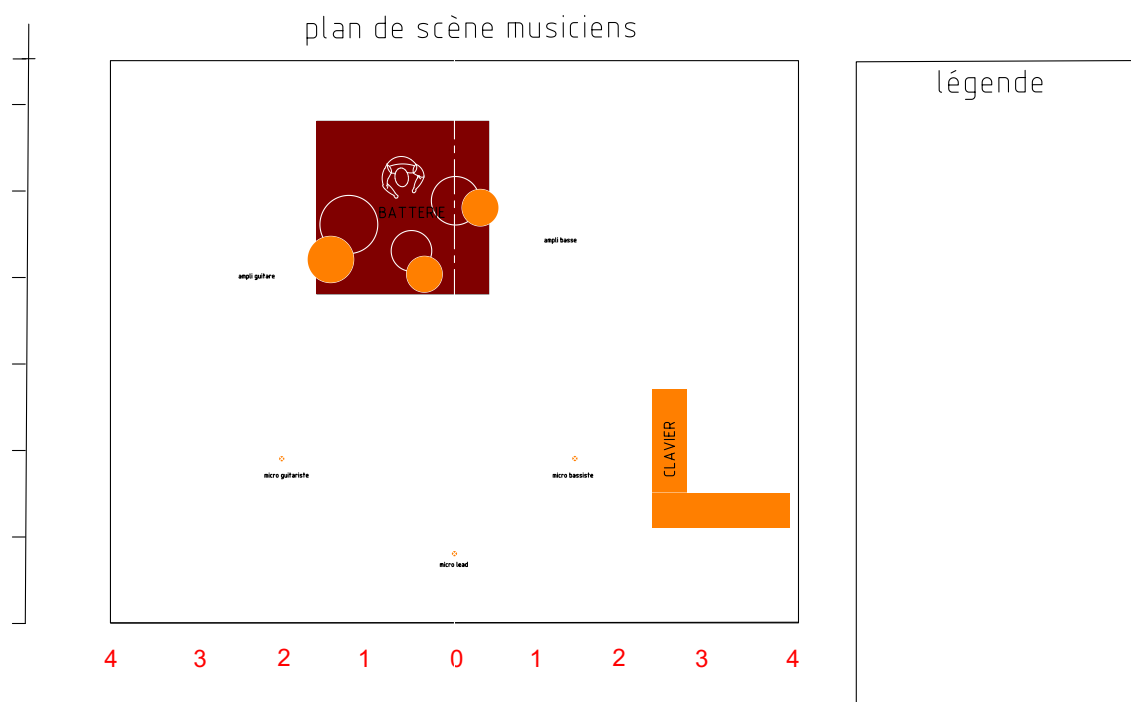 plan de scène musiciens
légende
BATTERIE
ampli basse
ampli guitare
CLAVIER
micro guitariste
micro bassiste
micro lead
4 3 2 1 0 1 2 3 4